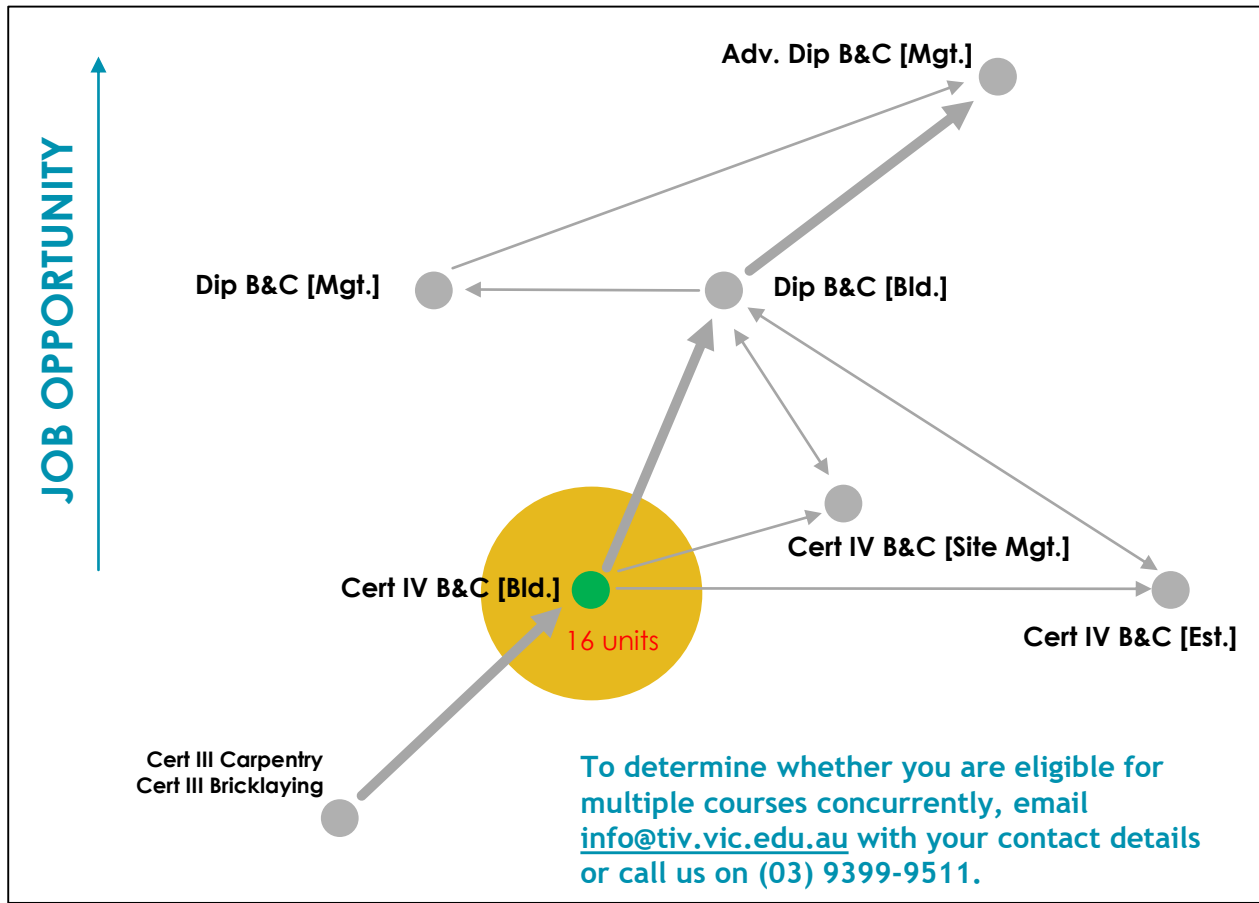 Adv. Dip B&C [Mgt.]
JOB OPPORTUNITY
Dip B&C [Mgt.]
Dip B&C [Bld.]
Cert IV B&C [Site Mgt.]
Cert IV B&C [Bld.]
16 units
Cert IV B&C [Est.]
Cert III Carpentry
Cert III Bricklaying
To determine whether you are eligible for
multiple courses concurrently, email
info@tiv.vic.edu.au with your contact details
or call us on (03) 9399-9511.